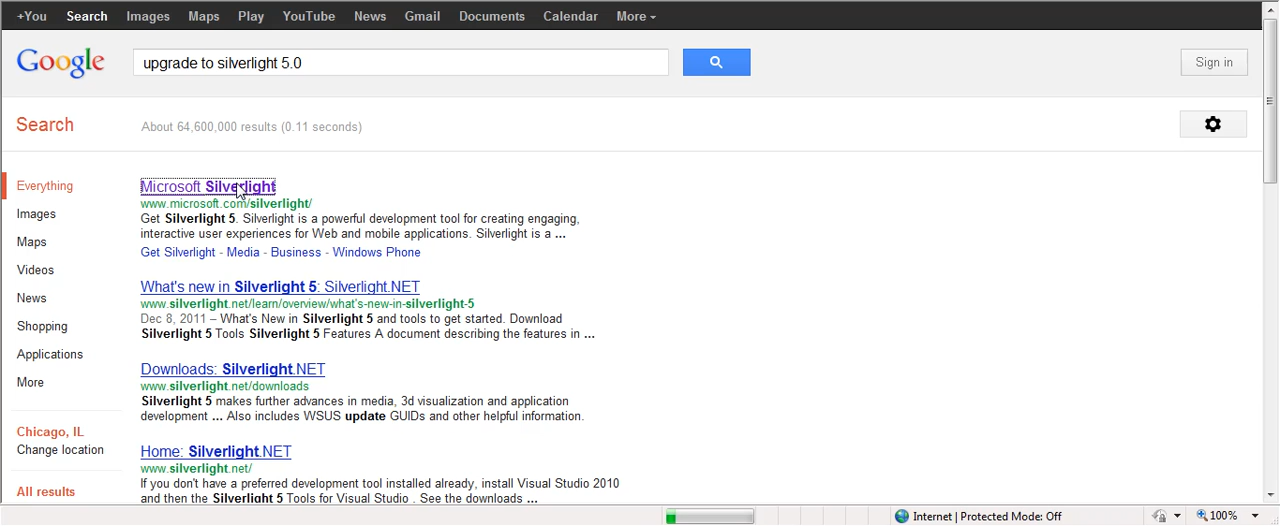 +You Search Images Maps Play YouTube News Gmail Documents Calendar More
Google
upgrade to silverlight 5.0
Sign in
Search
About 64,600,000 results (0.11 seconds)
Everything
Images
Maps
Videos
News
Shopping
Applications
More
Chicago, IL
Change location
All results
Microsoft Silverlight
www.microsoft.com/silverlight/
Get Silverlight 5. Silverlight is a powerful development tool for creating engaging,
interactive user experiences for Web and mobile applications. Silverlight is a ...
Get Silverlight - Media - Business - Windows Phone
What's new in Silverlight 5: Silverlight.NET
www.silverlight.net/learn/overview/what's-new-in-silverlight-5
Dec 8, 2011 – What's New in Silverlight 5 and tools to get started. Download
Silverlight 5 Tools Silverlight 5 Features A document describing the features in ...
Downloads: Silverlight.NET
www.silverlight.net/downloads
Silverlight 5 makes further advances in media, 3d visualization and application
development ... Also includes WSUS update GUIDs and other helpful information.
Home: Silverlight.NET
www.silverlight.net/
If you don't have a preferred development tool installed already, install Visual Studio 2010
and then the Silverlight 5 Tools for Visual Studio . See the downloads ...
Internet | Protected Mode: Off
100%